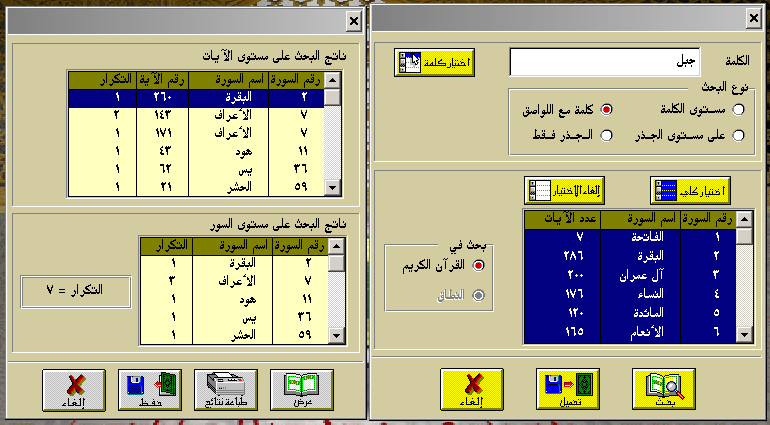 الكلمة جبل اختيار كلمة
نوع البحث
مستوى الكلمة كلمة مع اللواصق
على مستوى الجذر الجذر فقط
اختيار كلي إلغاء الاختيار
رقم السورة اسم السورة عدد الآيات
١ الفاتحة ٧
٢ البقرة ٢٨٦
٣ آل عمران ٢٠٠
٤ النساء ١٧٦
٥ المائدة ١٢٠
٦ الأنعام ١٦٥
بحث في
القرآن الكريم
النطاق
بحث تحميل إلغاء
ناتج البحث على مستوى الآيات
رقم السورة اسم السورة رقم الآية التكرار
٢ البقرة ٢٦٠ ١
٧ الأعراف ١٤٣ ٢
٧ الأعراف ١٧١ ١
١١ هود ٤٣ ١
٣٦ يس ٦٢ ١
٥٩ الحشر ٢١ ١
ناتج البحث على مستوى السور
رقم السورة اسم السورة التكرار
٢ البقرة ١
٧ الأعراف ٣
١١ هود ١
٣٦ يس ١
٥٩ الحشر ١
التكرار = ٧
عرض طباعة نتائج حفظ إلغاء